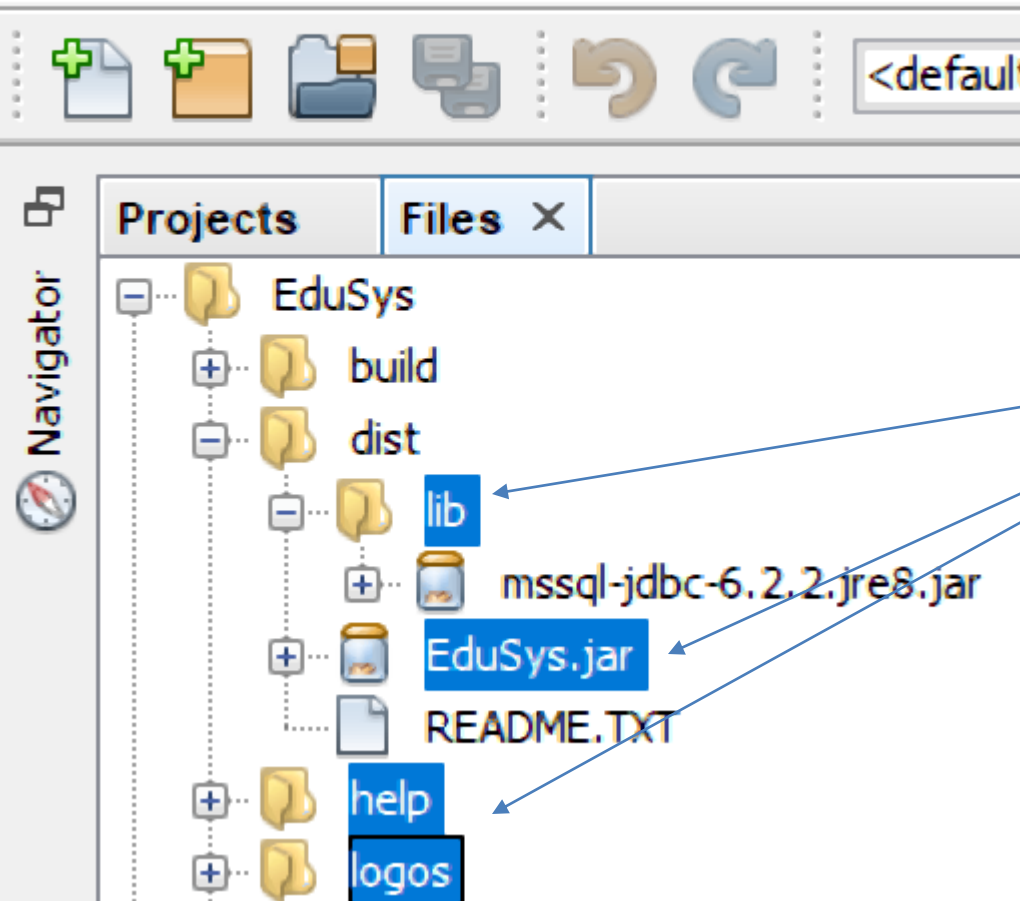 <default
Projects
Files
Navigator
EduSys
build
dist
lib
mssql-jdbc-6.2.2.jre8.jar
EduSys.jar
README.TXT
help
logos